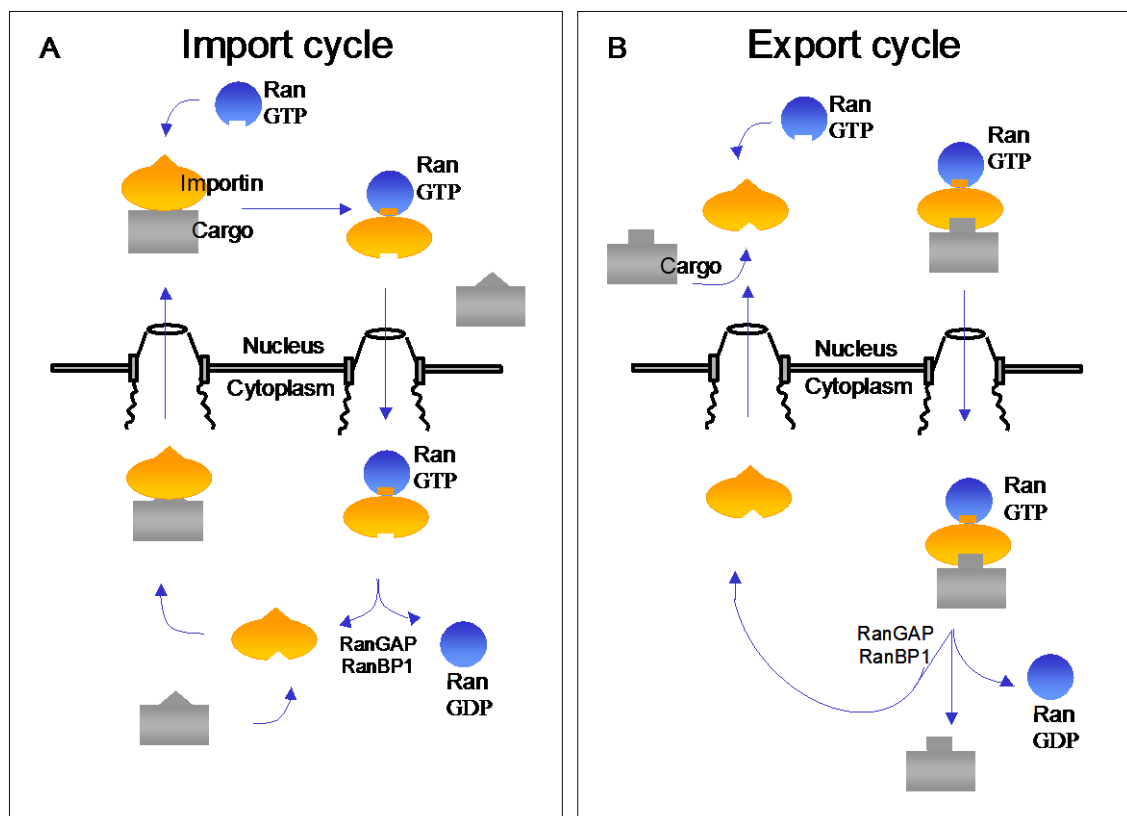 A
Import cycle
Ran
GTP
Importin
Cargo
Ran
GTP
Nucleus
Cytoplasm
Ran
GTP
RanGAP
RanBP1
Ran
GDP
B
Export cycle
Ran
GTP
Ran
GTP
Cargo
Nucleus
Cytoplasm
Ran
GTP
RanGAP
RanBP1
Ran
GDP